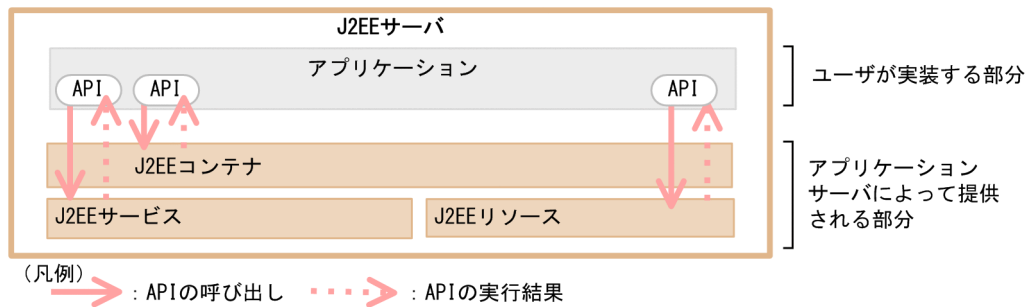 J2EEサーバ
アプリケーション
API API API
ユーザが実装する部分
J2EEコンテナ
J2EEサービス
J2EEリソース
アプリケーション
サーバによって提供
される部分
(凡例)
：APIの呼び出し
：APIの実行結果